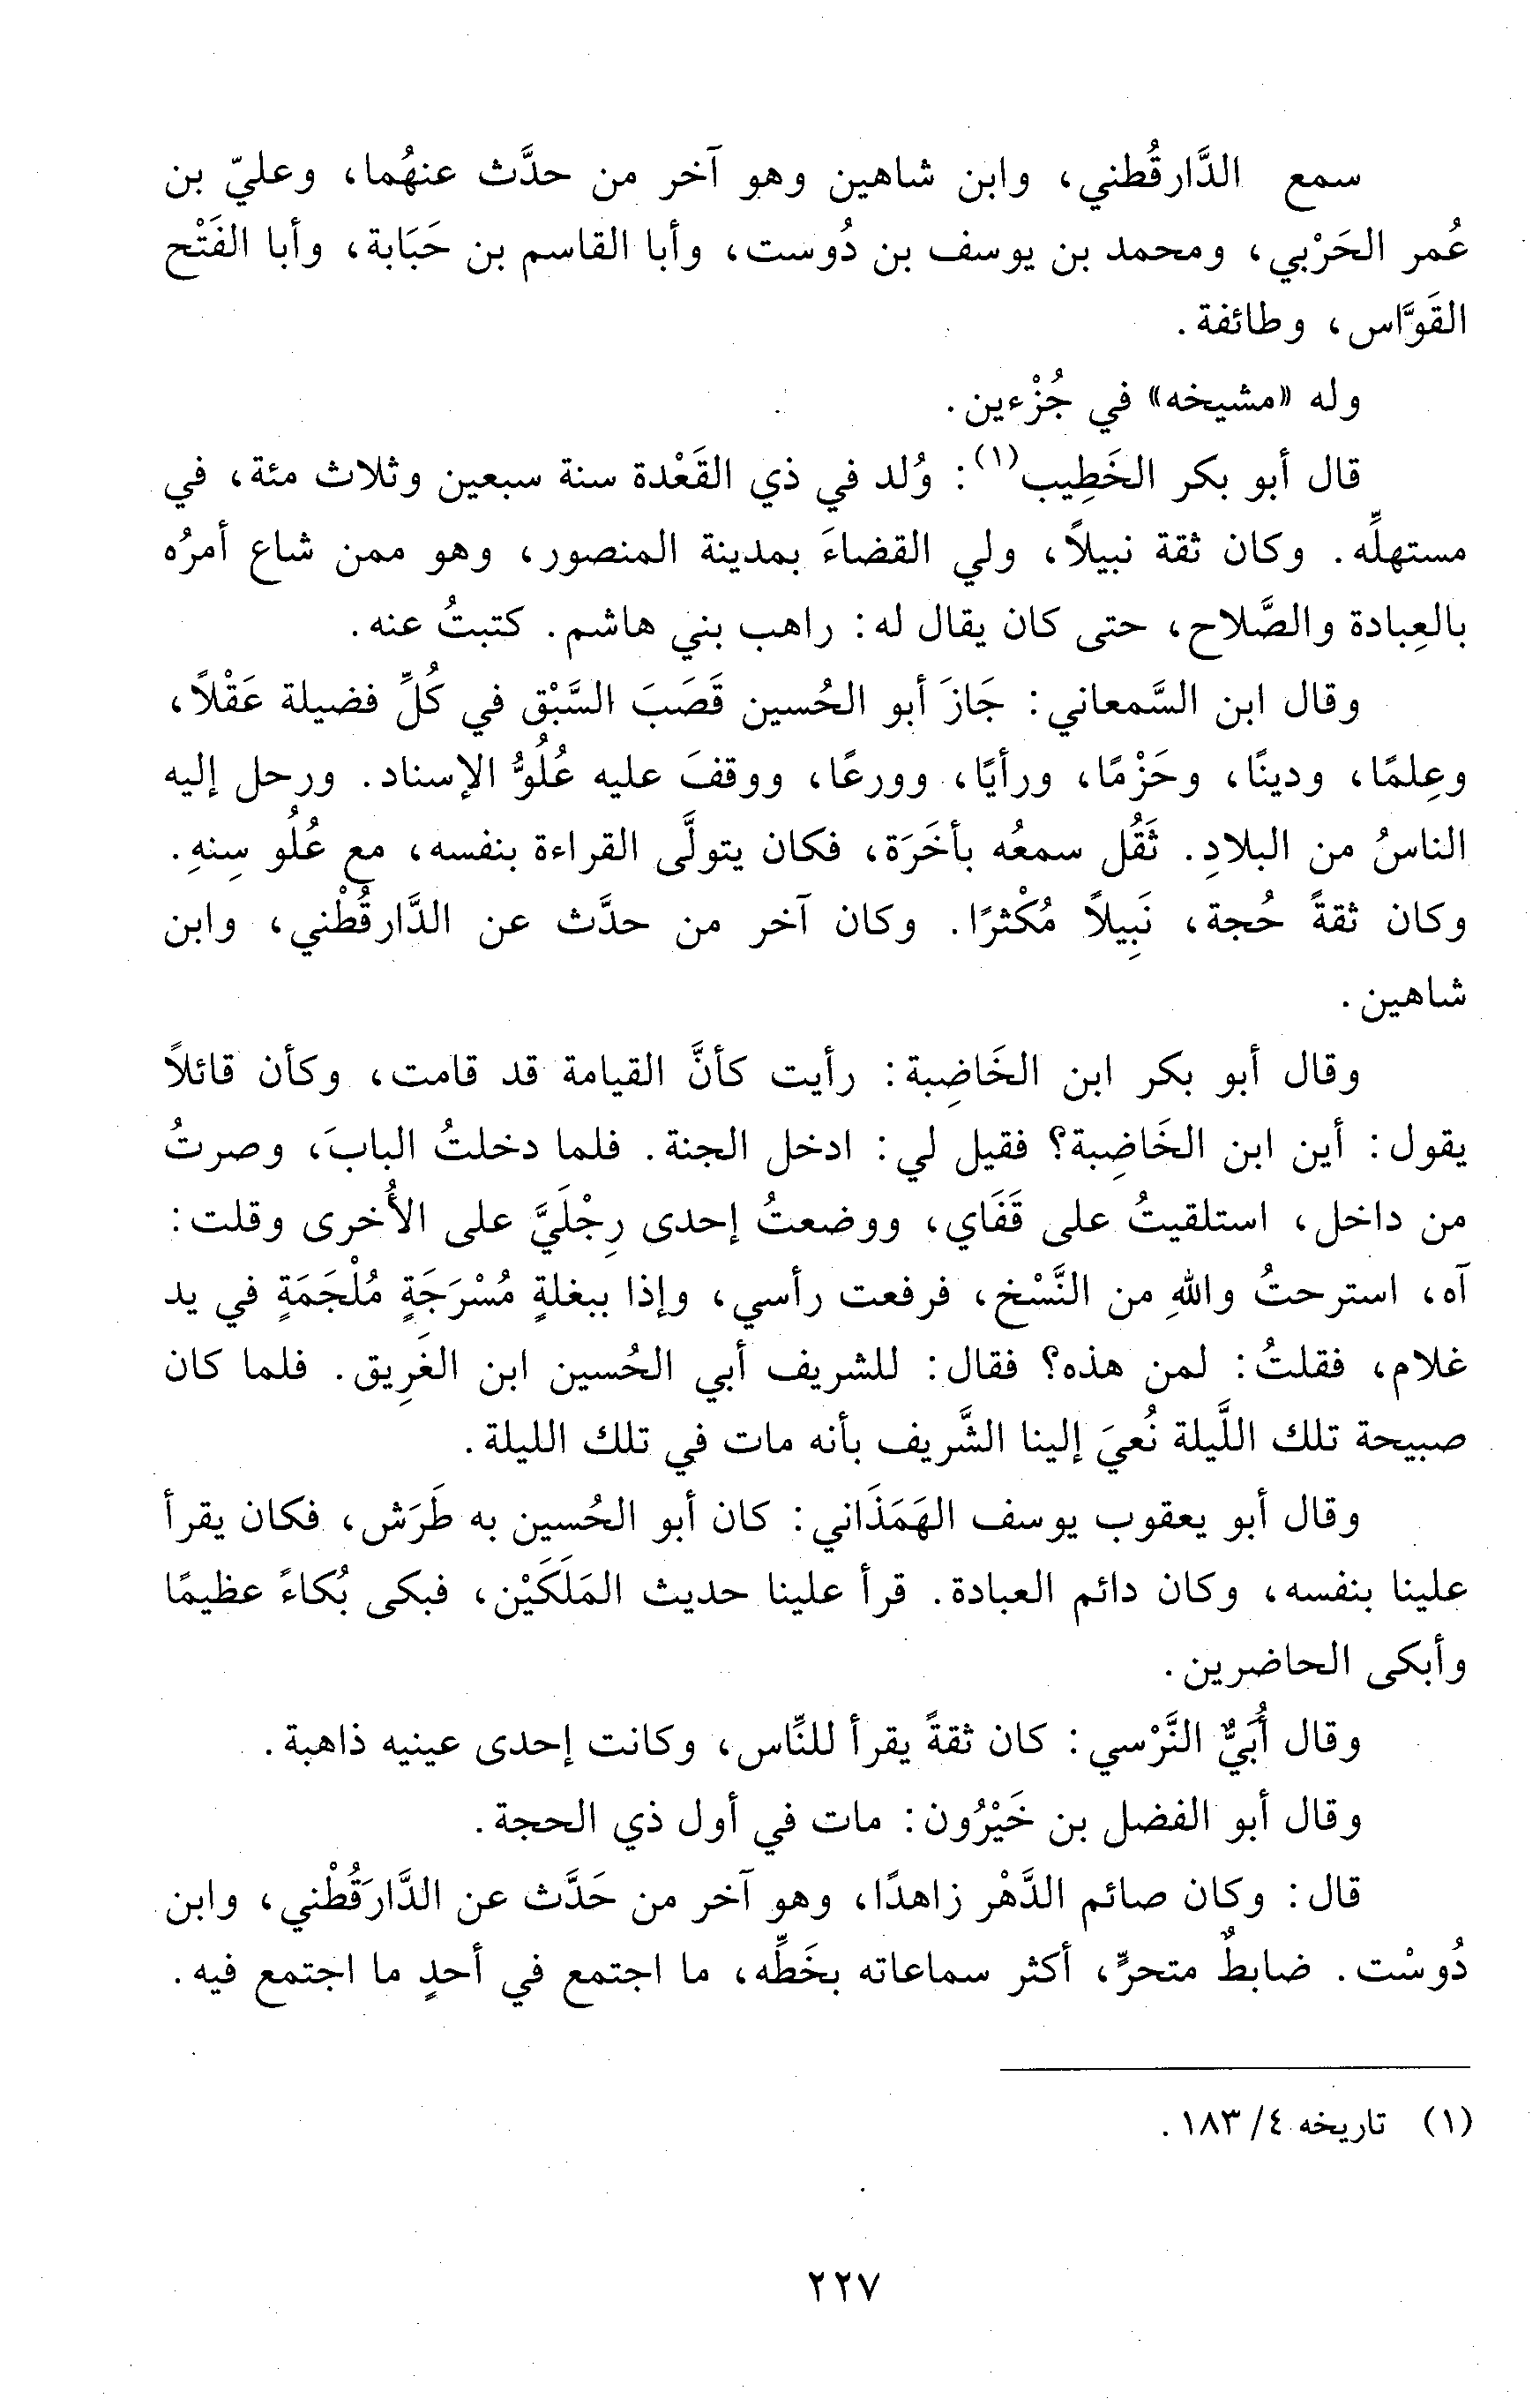 سمع الدَّارقُطني، وابن شاهين وهو آخر من حدَّث عنهُما، وعليّ بن
عُمر الحَرْبي، ومحمد بن يوسف بن دُوست، وأبا القاسم بن حَبَابة، وأبا الفَتْح
القَوَّاس، وطائفة.
وله «مشيخه» في جُزْءين.
قال أبو بكر الخَطِيب(١): وُلد في ذي القَعْدة سنة سبعين وثلاث مئة، في
مستهلِّه. وكان ثقة نبيلاً، ولي القضاءَ بمدينة المنصور، وهو ممن شاع أمرُه
بالعِبادة والصَّلاح، حتى كان يقال له: راهب بني هاشم. كتبتُ عنه.
وقال ابن السَّمعاني: جَازَ أبو الحُسين قَصَبَ السَّبْق في كُلِّ فضيلة عَقْلاً،
وعِلمًا، ودينًا، وحَزْمًا، ورأيًا، وورعًا، ووقفَ عليه عُلُوُّ الإسناد. ورحل إليه
الناسُ من البلادِ. ثَقُل سمعُه بأخَرَة، فكان يتولَّى القراءة بنفسه، مع عُلُو سِنهِ.
وكان ثقةً حُجة، نَبِيلاً مُكْثرًا. وكان آخر من حدَّث عن الدَّارقُطْني، وابن
شاهين.
وقال أبو بكر ابن الخَاضِبة: رأيت كأنَّ القيامة قد قامت، وكأن قائلاً
يقول: أين ابن الخَاضِبة؟ فقيل لي: ادخل الجنة. فلما دخلتُ البابَ، وصرتُ
من داخل، استلقيتُ على قَفَاي، ووضعتُ إحدى رِجْلَيَّ على الأُخرى وقلت:
آه، استرحتُ واللهِ من النَّسْخ، فرفعت رأسي، وإذا ببغلةٍ مُسْرَجَةٍ مُلْجَمَةٍ في يد
غلام، فقلتُ: لمن هذه؟ فقال: للشريف أبي الحُسين ابن الغَرِيق. فلما كان
صبيحة تلك اللَّيلة نُعيَ إلينا الشَّريف بأنه مات في تلك الليلة.
وقال أبو يعقوب يوسف الهَمَذَاني: كان أبو الحُسين به طَرَش، فكان يقرأ
علينا بنفسه، وكان دائم العبادة. قرأ علينا حديث المَلَكَيْن، فبكى بُكاءً عظيمًا
وأبكى الحاضرين.
وقال أُبَيٌّ النَّرْسي: كان ثقةً يقرأ للنَّاس، وكانت إحدى عينيه ذاهبة.
وقال أبو الفضل بن خَيْرُون: مات في أول ذي الحجة.
قال: وكان صائم الدَّهْر زاهدًا، وهو آخر من حَدَّث عن الدَّارَقُطْني، وابن
دُوسْت. ضابطٌ متحرٍّ، أكثر سماعاته بخَطِّه، ما اجتمع في أحدٍ ما اجتمع فيه.
(١) تاريخه ٤/ ١٨٣.
٢٢٧